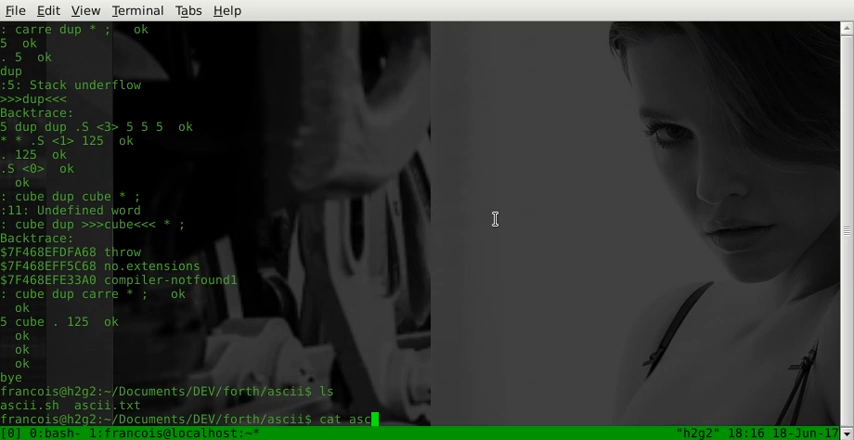 File Edit View Terminal Tabs Help
: carre dup * ;   ok
5  ok
. 5  ok
dup
:5: Stack underflow
>>>dup<<<
Backtrace:
5 dup dup .S <3> 5 5 5  ok
* * .S <1> 125  ok
. 125  ok
.S <0>  ok
  ok
: cube dup cube * ;
:11: Undefined word
: cube dup >>>cube<<< * ;
Backtrace:
$7F468EFDFA68 throw
$7F468EFF5C68 no.extensions
$7F468EFE33A0 compiler-notfound1
: cube dup carre * ;   ok
  ok
5 cube . 125  ok
  ok
  ok
  ok
bye
francois@h2g2:~/Documents/DEV/forth/ascii$ ls
ascii.sh  ascii.txt
francois@h2g2:~/Documents/DEV/forth/ascii$ cat asc
[0] 0:bash- 1:francois@localhost:~* "h2g2" 18:16 18-Jun-17